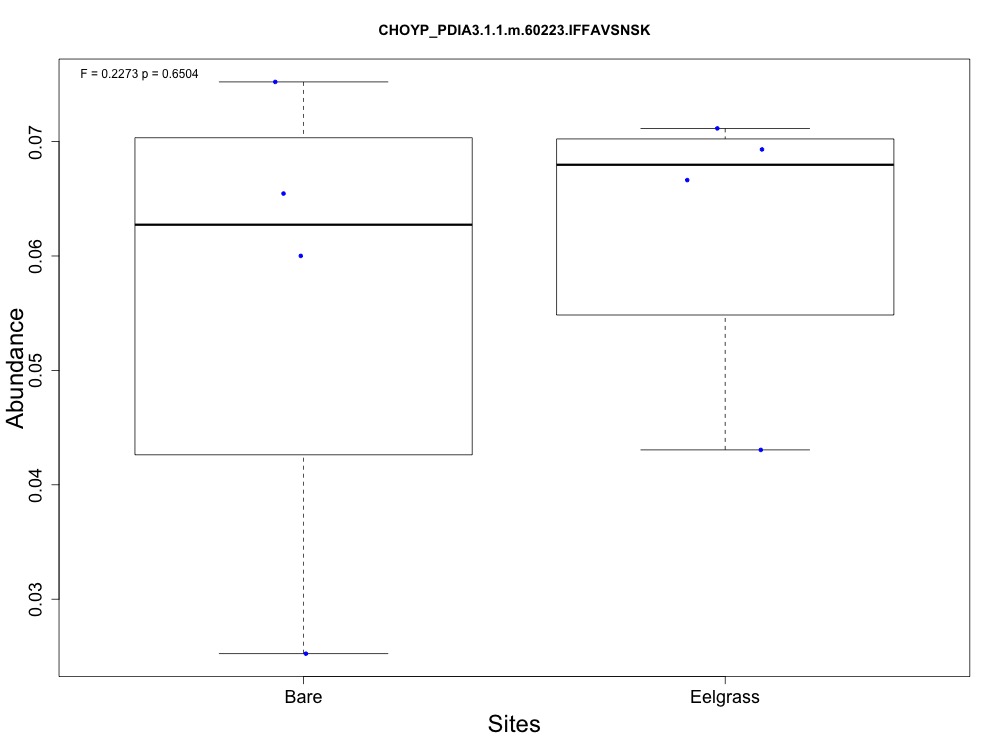 CHOYP_PDIA3.1.1.m.60223.IFFAVSNSK
F = 0.2273 p = 0.6504
0.07
0.06
0.05
0.04
0.03
Abundance
Bare
Eelgrass
Sites